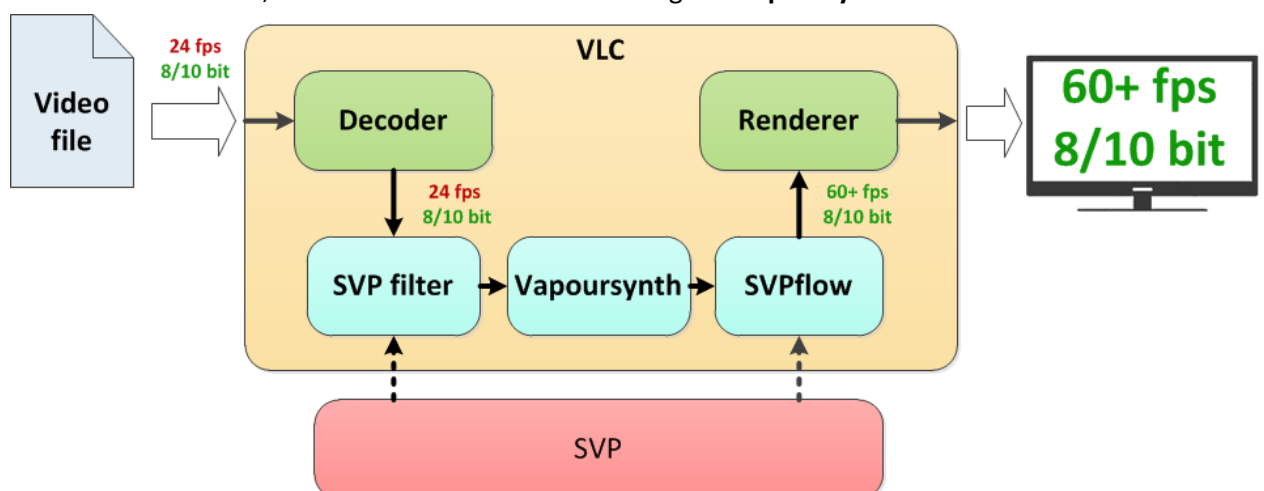 VLC
24 fps
8/10 bit
Video
file
Decoder
Renderer
60+ fps
8/10 bit
24 fps
8/10 bit
60+ fps
8/10 bit
SVP filter
Vapoursynth
SVPflow
SVP